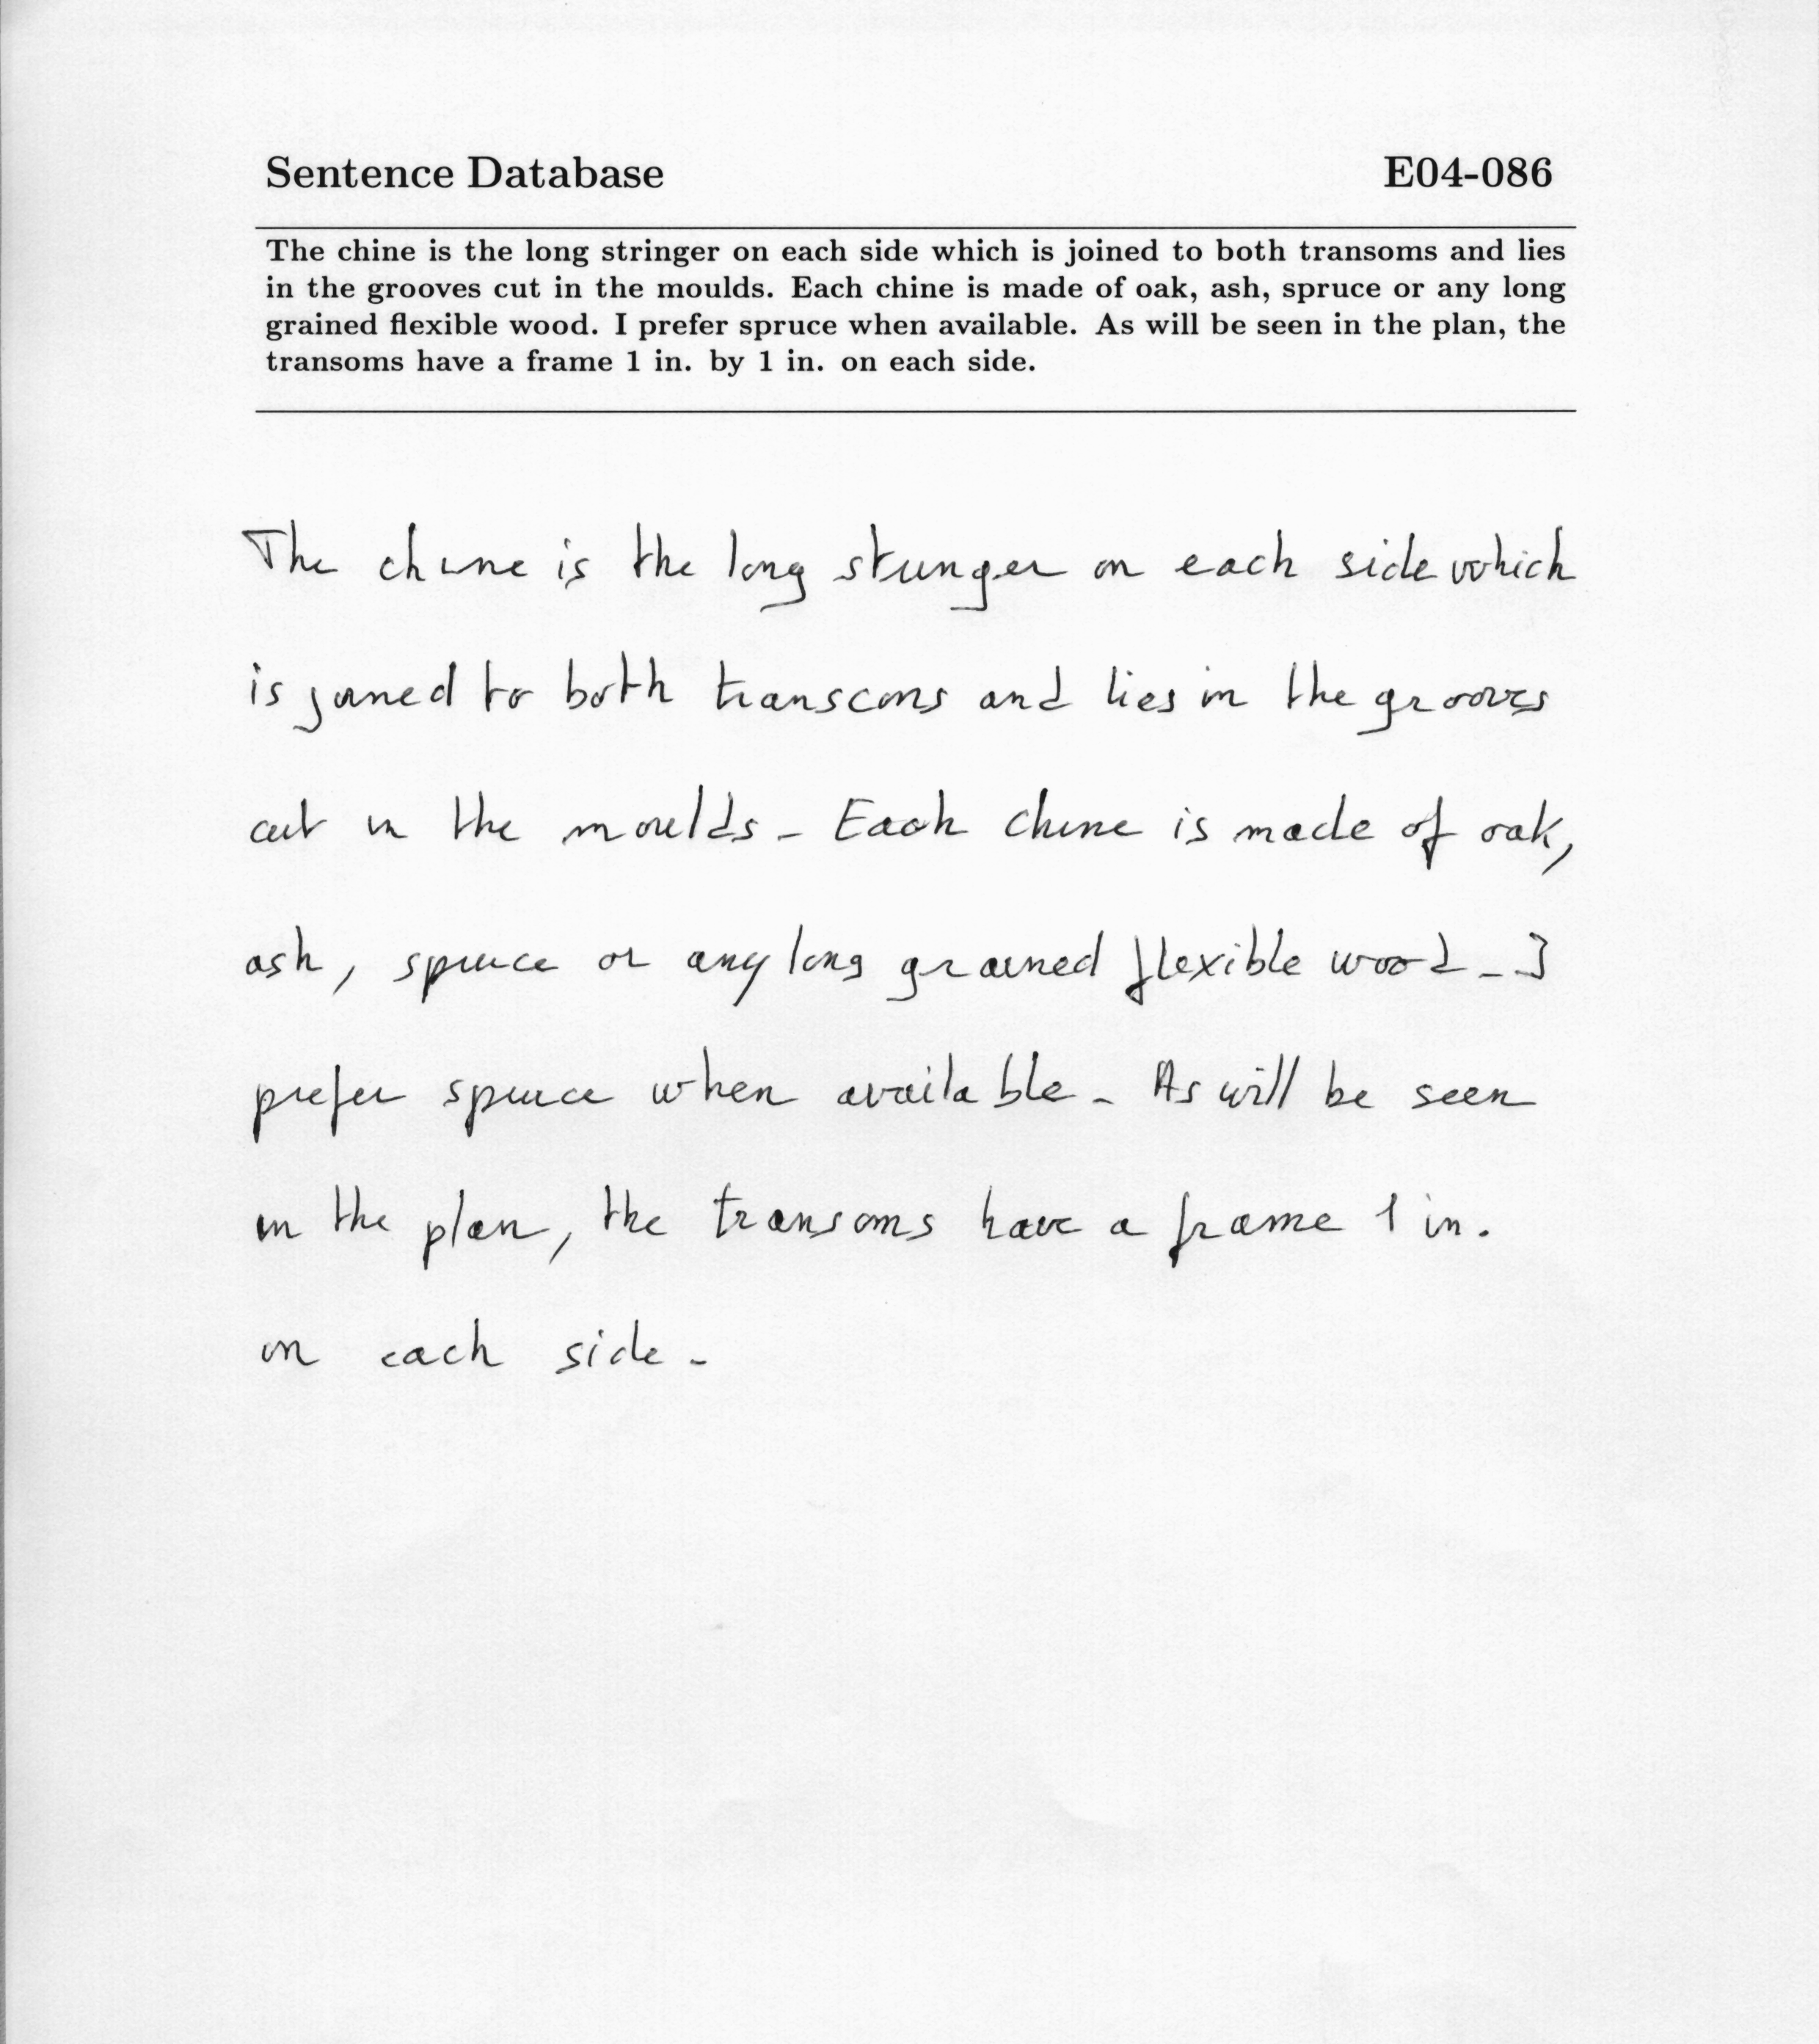 Sentence Database E04-086
The chine is the long stringer on each side which is joined to both transoms and lies
in the grooves cut in the moulds. Each chine is made of oak, ash, spruce or any long
grained flexible wood. I prefer spruce when available. As will be seen in the plan, the
transoms have a frame 1 in. by 1 in. on each side.
The chine is the long stringer on each side which
is joined to both transoms and lies in the grooves
cut in the moulds. Each chine is made of oak,
ash, spruce or any long grained flexible wood. I
prefer spruce when available. As will be seen
in the plan, the transoms have a frame 1 in.
on each side.